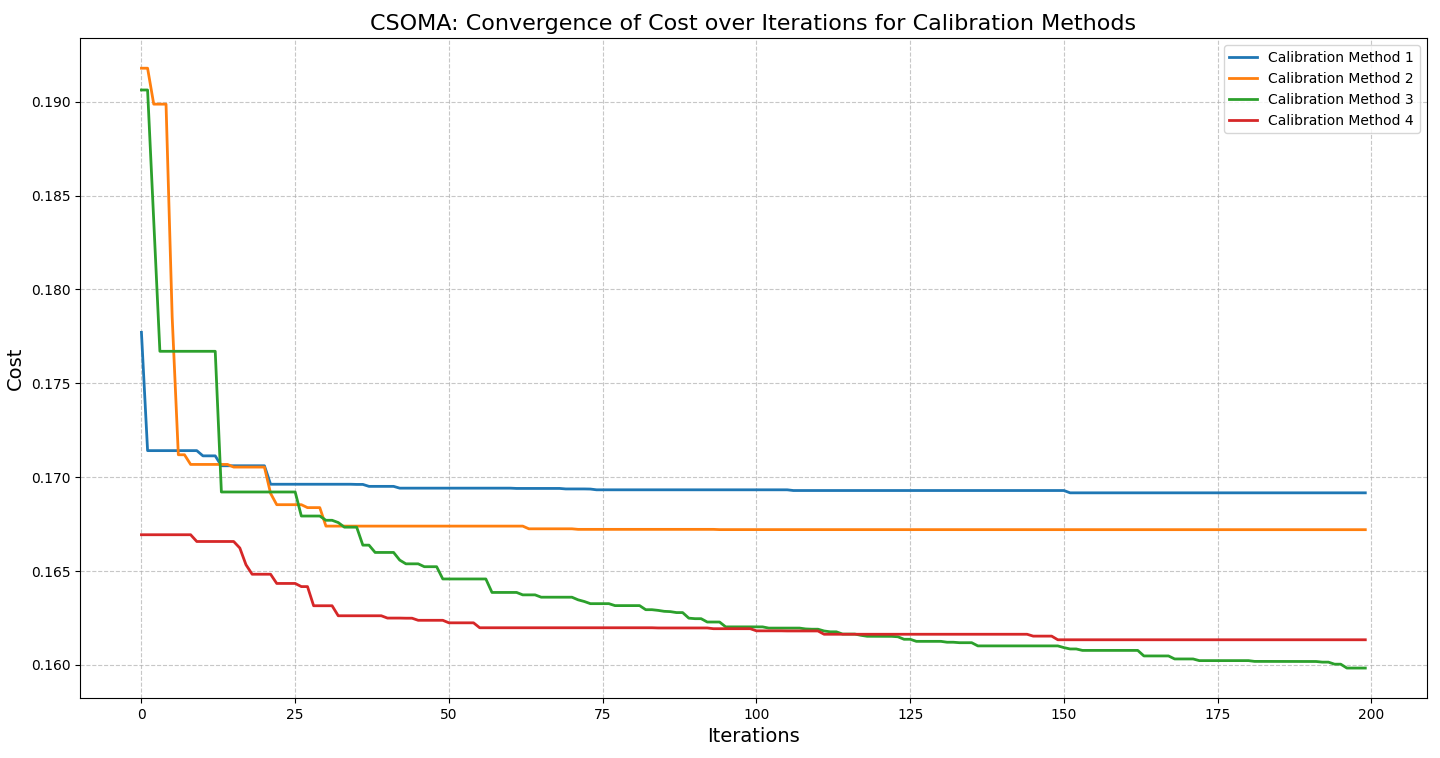 CSOMA: Convergence of Cost over Iterations for Calibration Methods
Calibration Method 1
Calibration Method 2
Calibration Method 3
Calibration Method 4
Cost
0.190
0.185
0.180
0.175
0.170
0.165
0.160
0 25 50 75 100 125 150 175 200
Iterations